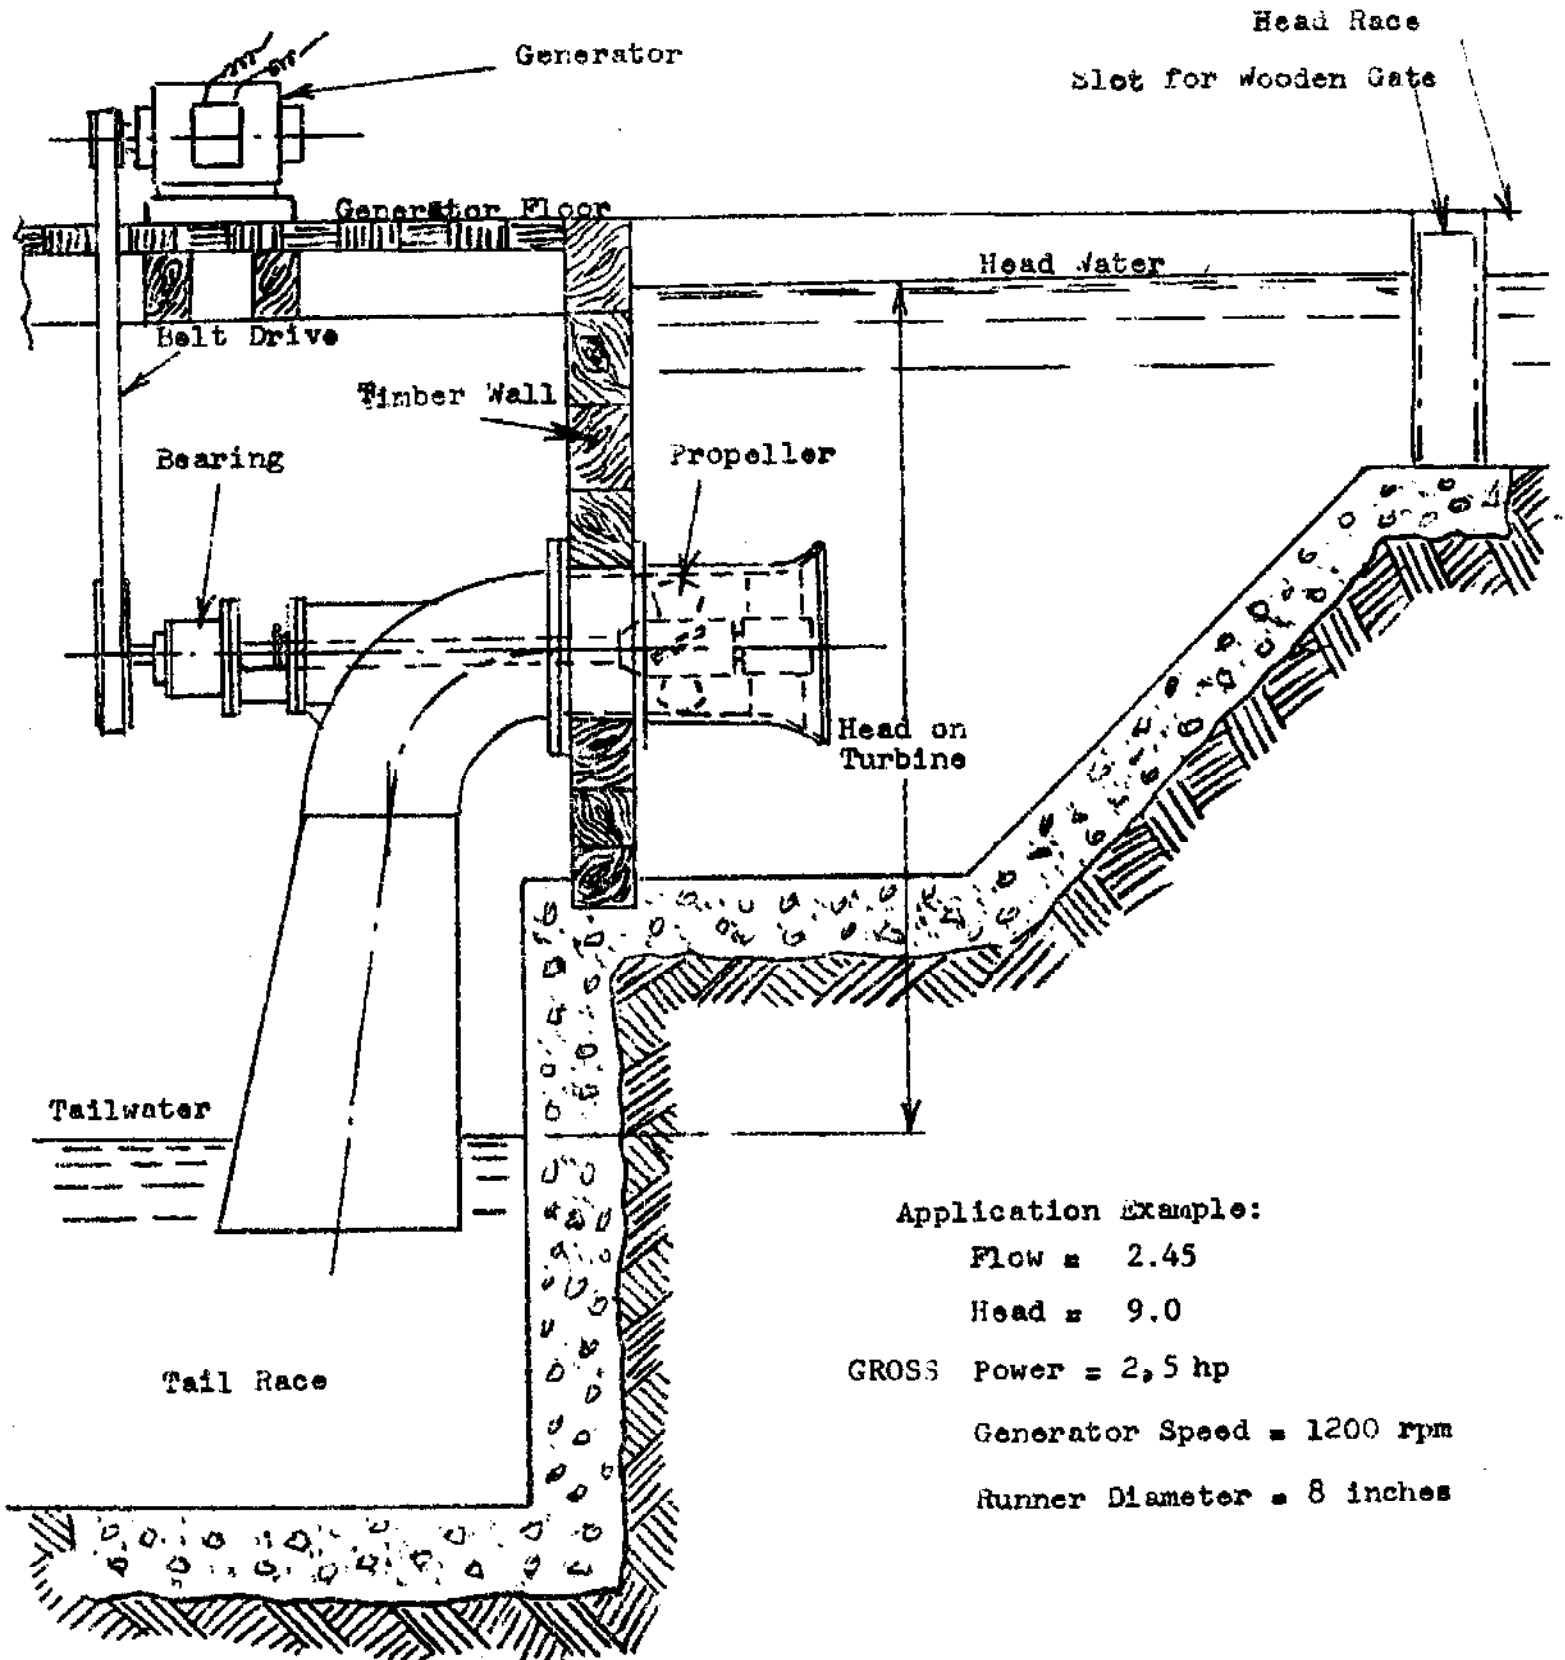 Head Race
Generator
Slot for Wooden Gate
Generator Floor
Head Water
Belt Drive
Timber Wall
Bearing
Propeller
Head on
Turbine
Tailwater
Application Example:
Flow = 2.45
Head = 9.0
GROSS Power = 2,5 hp
Tail Race
Generator Speed = 1200 rpm
Runner Diameter = 8 inches